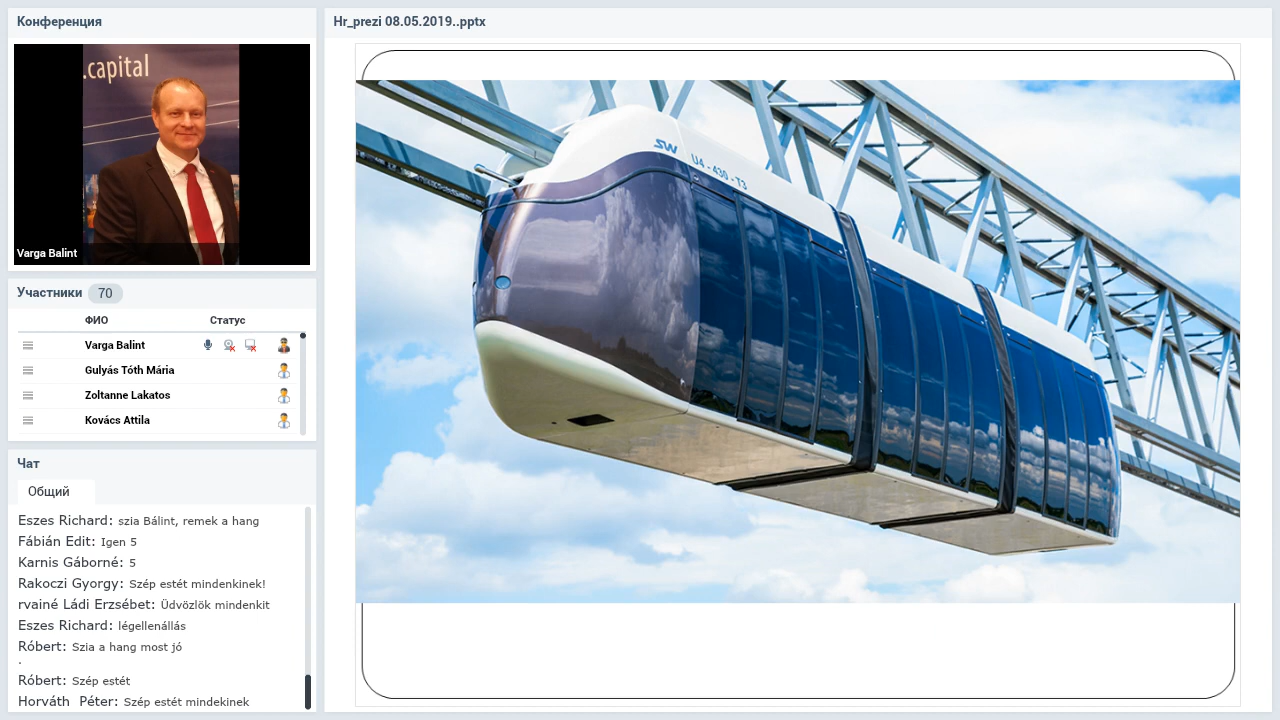 Конференция
.capital
Varga Balint
Участники 70
ФИО Статус
Varga Balint
Gulyás Tóth Mária
Zoltanne Lakatos
Kovács Attila
Чат
Общий
Eszes Richard: szia Bálint, remek a hang
Fábián Edit: Igen 5
Karnis Gáborné: 5
Rakoczi Gyorgy: Szép estét mindenkinek!
rvainé Ládi Erzsébet: Üdvözlök mindenkit
Eszes Richard: légellenállás
Róbert: Szia a hang most jó
.
Róbert: Szép estét
Horváth Péter: Szép estét mindekinek
Hr_prezi 08.05.2019..pptx
SW U4-430-T3